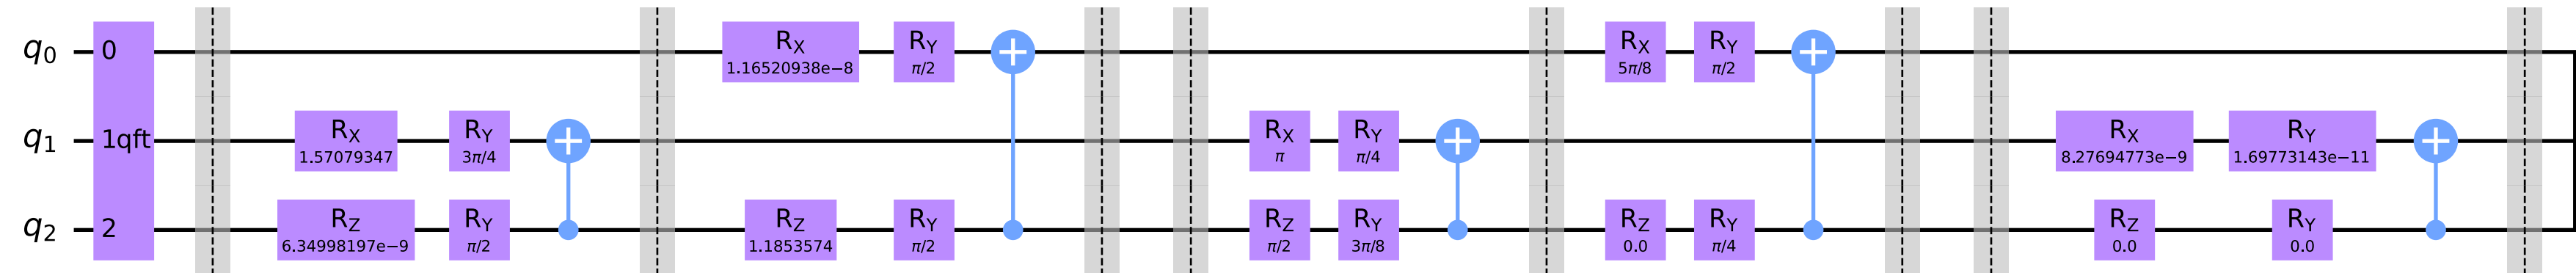 q0 0 RX 1.16520938e−8 RY π/2 RX 5π/8 RY π/2
q1 1qft RX 1.57079347 RY 3π/4 RX π RY π/4 RX 8.27694773e−9 RY 1.69773143e−11
q2 2 RZ 6.34998197e−9 RY π/2 RZ 1.1853574 RY π/2 RZ π/2 RY 3π/8 RZ 0.0 RY π/4 RZ 0.0 RY 0.0